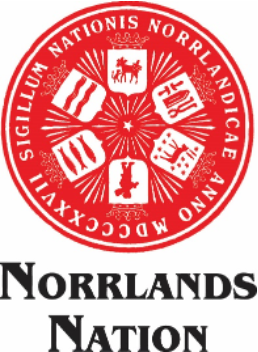 SIGILLUM NATIONIS NORRLANDICAE ANNO MDCCCXXVII
NORRLANDS
NATION